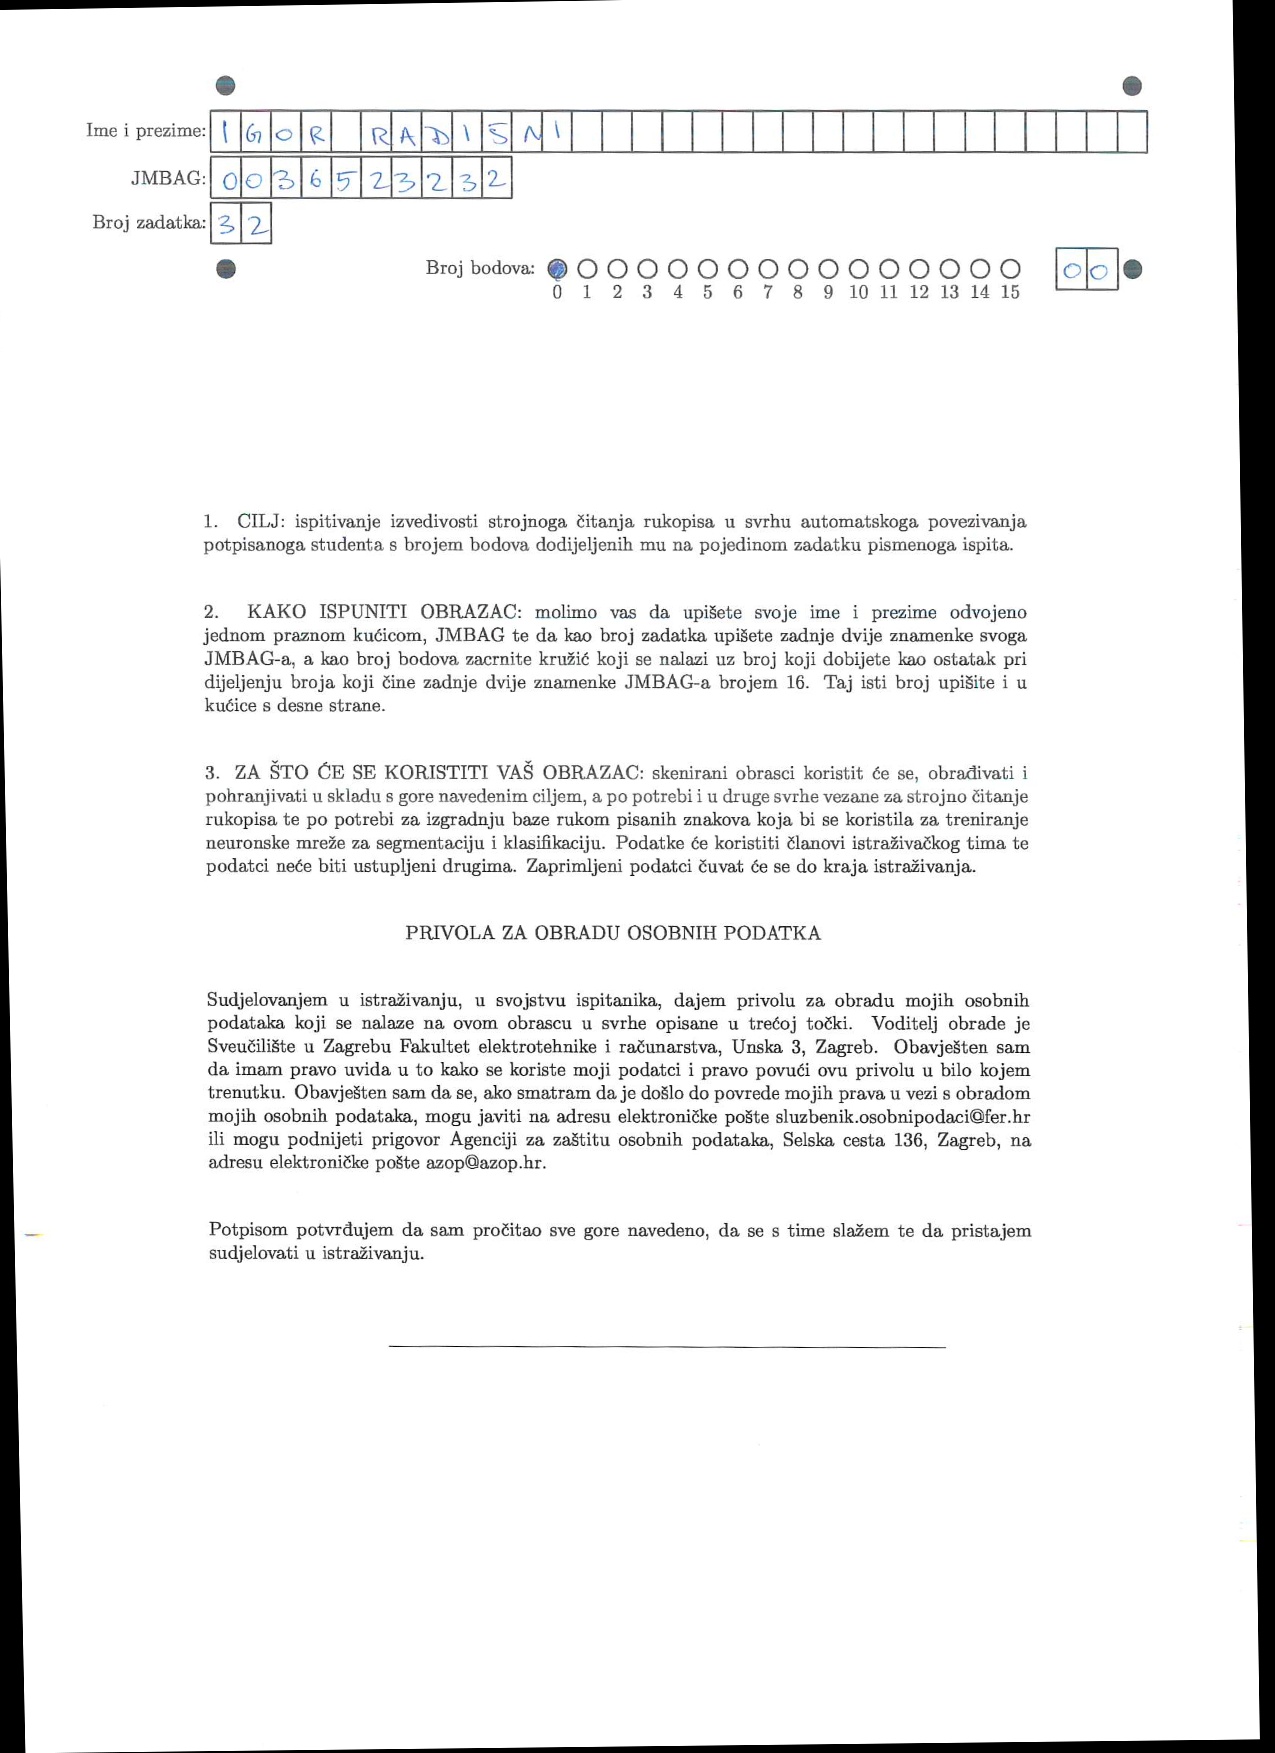 Ime i prezime: IGOR RADIŠNI
JMBAG: 0036523232
Broj zadatka: 32
Broj bodova: 00
0 1 2 3 4 5 6 7 8 9 10 11 12 13 14 15
1. CILJ: ispitivanje izvedivosti strojnoga čitanja rukopisa u svrhu automatskoga povezivanja
potpisanoga studenta s brojem bodova dodijeljenih mu na pojedinom zadatku pismenoga ispita.
2. KAKO ISPUNITI OBRAZAC: molimo vas da upišete svoje ime i prezime odvojeno
jednom praznom kućicom, JMBAG te da kao broj zadatka upišete zadnje dvije znamenke svoga
JMBAG-a, a kao broj bodova zacrnite kružić koji se nalazi uz broj koji dobijete kao ostatak pri
dijeljenju broja koji čine zadnje dvije znamenke JMBAG-a brojem 16. Taj isti broj upišite i u
kućice s desne strane.
3. ZA ŠTO ĆE SE KORISTITI VAŠ OBRAZAC: skenirani obrasci koristit će se, obrađivati i
pohranjivati u skladu s gore navedenim ciljem, a po potrebi i u druge svrhe vezane za strojno čitanje
rukopisa te po potrebi za izgradnju baze rukom pisanih znakova koja bi se koristila za treniranje
neuronske mreže za segmentaciju i klasifikaciju. Podatke će koristiti članovi istraživačkog tima te
podatci neće biti ustupljeni drugima. Zaprimljeni podatci čuvat će se do kraja istraživanja.
PRIVOLA ZA OBRADU OSOBNIH PODATKA
Sudjelovanjem u istraživanju, u svojstvu ispitanika, dajem privolu za obradu mojih osobnih
podataka koji se nalaze na ovom obrascu u svrhe opisane u trećoj točki. Voditelj obrade je
Sveučilište u Zagrebu Fakultet elektrotehnike i računarstva, Unska 3, Zagreb. Obavješten sam
da imam pravo uvida u to kako se koriste moji podatci i pravo povući ovu privolu u bilo kojem
trenutku. Obavješten sam da se, ako smatram da je došlo do povrede mojih prava u vezi s obradom
mojih osobnih podataka, mogu javiti na adresu elektroničke pošte sluzbenik.osobnipodaci@fer.hr
ili mogu podnijeti prigovor Agenciji za zaštitu osobnih podataka, Selska cesta 136, Zagreb, na
adresu elektroničke pošte azop@azop.hr.
Potpisom potvrđujem da sam pročitao sve gore navedeno, da se s time slažem te da pristajem
sudjelovati u istraživanju.